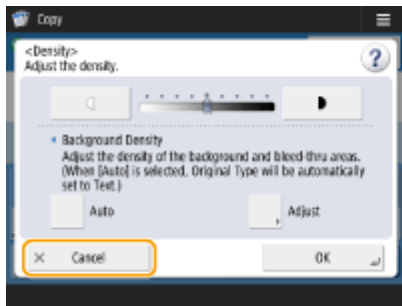 Copy
<Density>
Adjust the density.
?
Background Density
Adjust the density of the background and bleed-thru areas.
(When [Auto] is selected, Original Type will be automatically
set to Text.)
Auto
Adjust
Cancel
OK